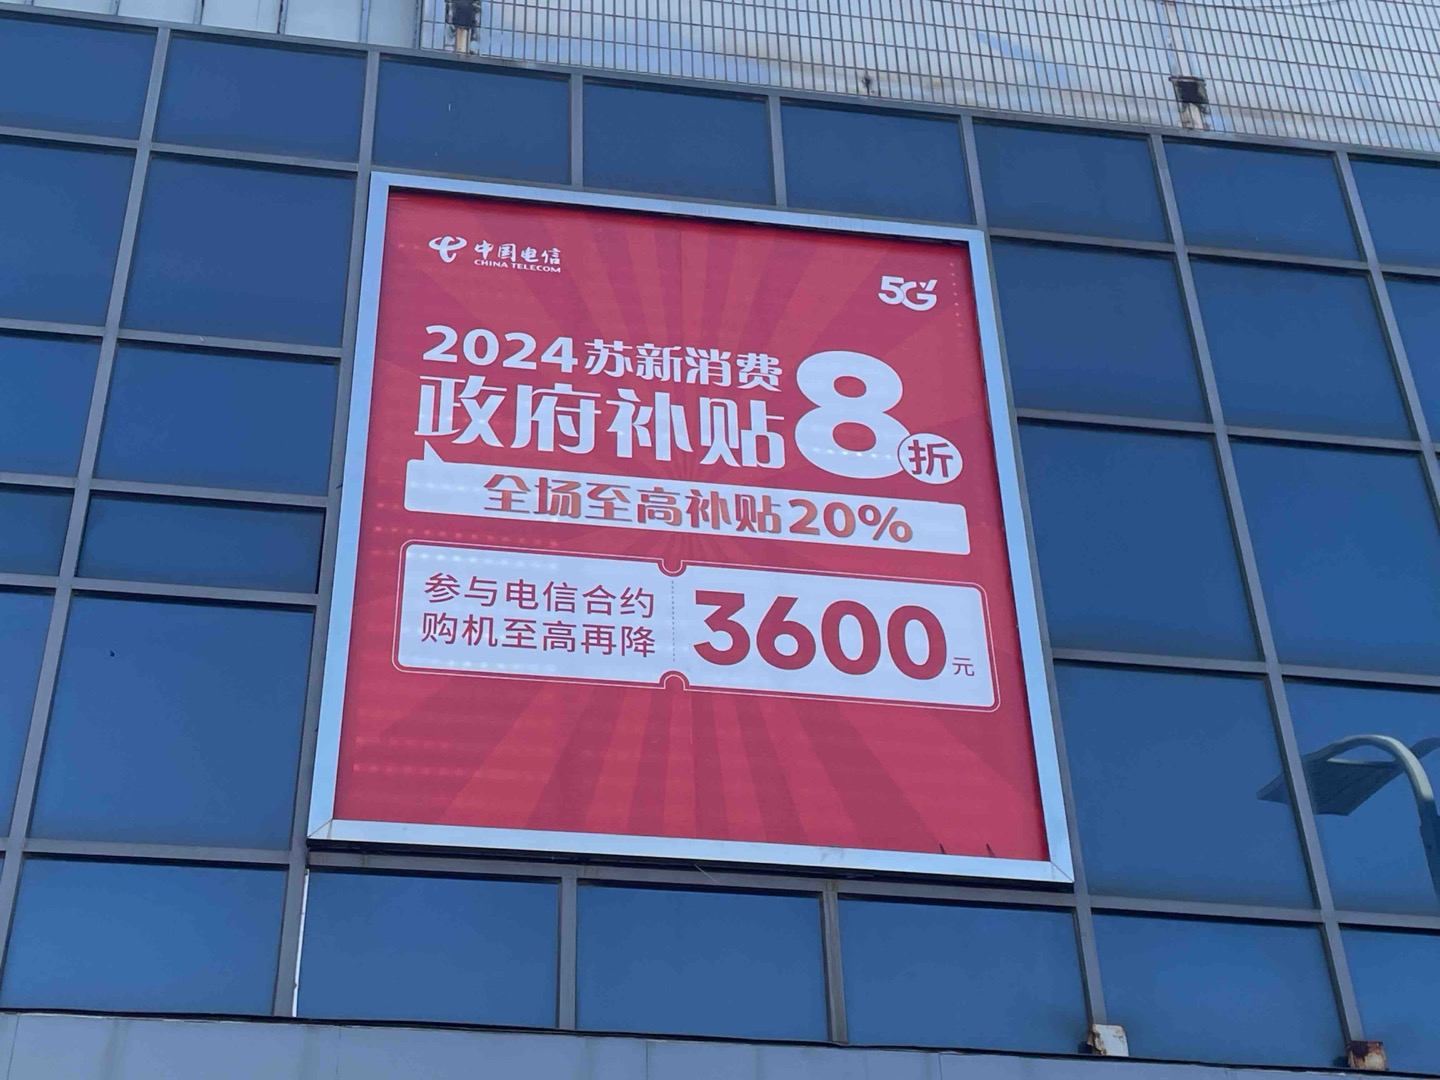 中国电信
CHINA TELECOM
5G
2024苏新消费
政府补贴8折
全场至高补贴20%
参与电信合约
购机至高再降
3600元